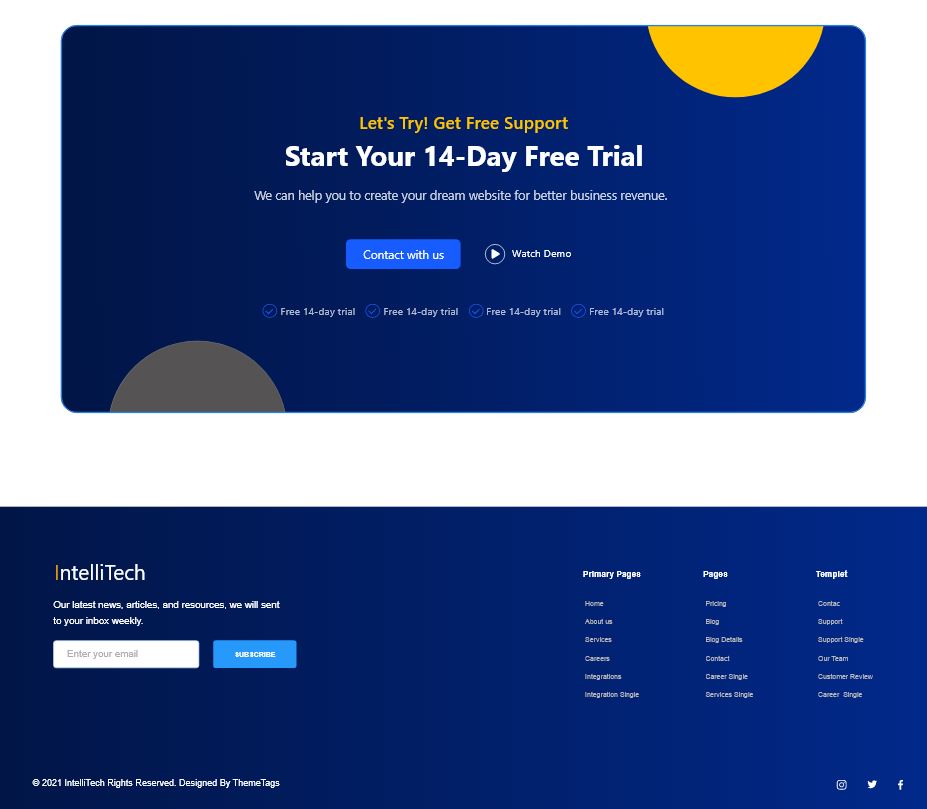 Let's Try! Get Free Support
Start Your 14-Day Free Trial
We can help you to create your dream website for better business revenue.
Contact with us
Watch Demo
Free 14-day trial
Free 14-day trial
Free 14-day trial
Free 14-day trial
IntelliTech
Our latest news, articles, and resources, we will sent
to your inbox weekly.
Enter your email
SUBSCRIBE
Primary Pages
Home
About us
Services
Careers
Integrations
Integration Single
Pages
Pricing
Blog
Blog Details
Contact
Career Single
Services Single
Templet
Contac
Support
Support Single
Our Team
Customer Review
Career Single
© 2021 IntelliTech Rights Reserved. Designed By ThemeTags